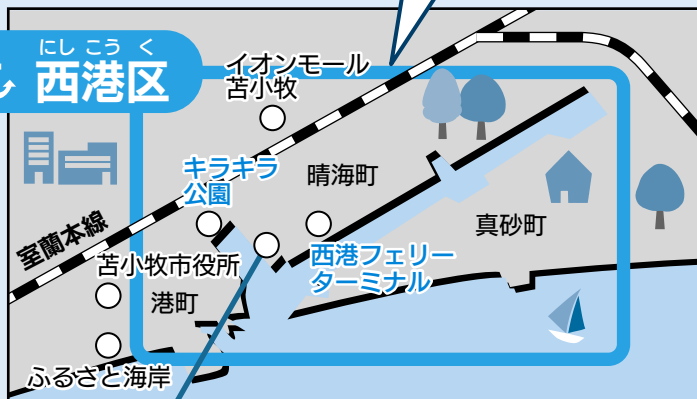 にしこうく
西港区
イオンモール
苫小牧
キラキラ
公園
晴海町
室蘭本線
真砂町
西港フェリー
ターミナル
苫小牧市役所
港町
ふるさと海岸